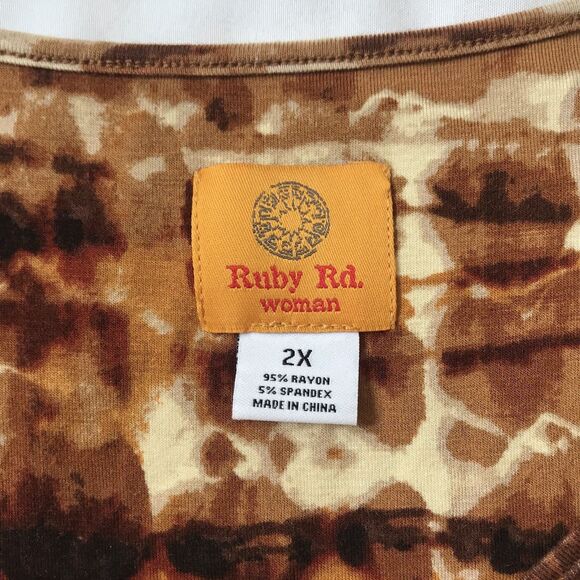 Ruby Rd.
woman
2X
95% RAYON
5% SPANDEX
MADE IN CHINA